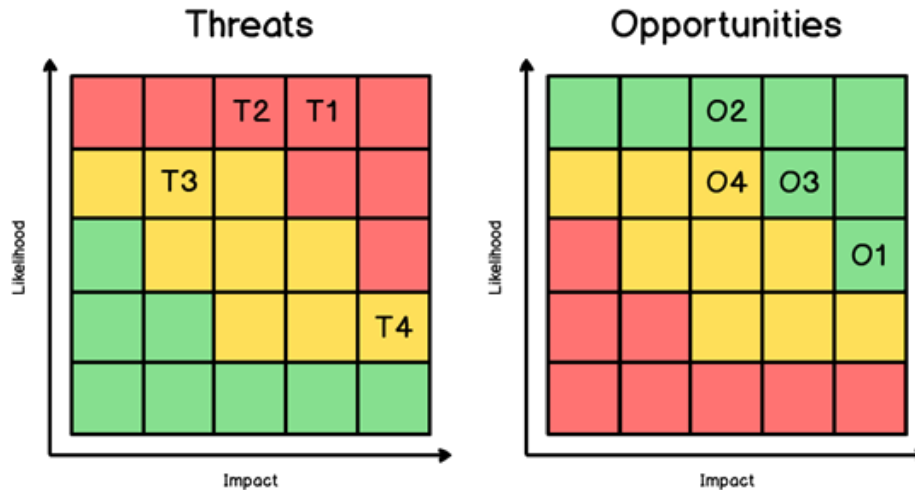 Threats
T2 T1
T3
T4
Likelihood
Impact
Opportunities
O2
O4 O3
O1
Likelihood
Impact